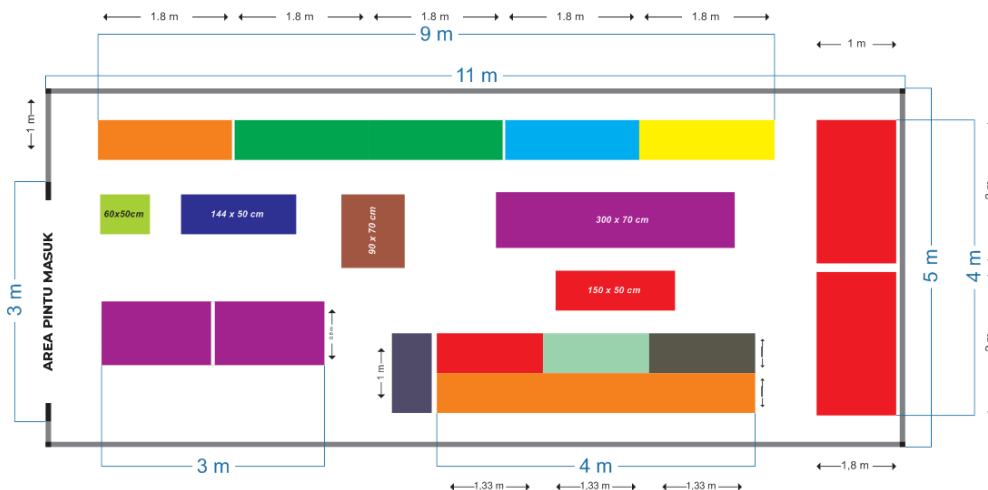 1.8 m
1.8 m
1.8 m
1.8 m
1.8 m
9 m
1 m
11 m
1 m
60x50cm
144 x 50 cm
90 x 70 cm
300 x 70 cm
150 x 50 cm
AREA PINTU MASUK
3 m
5 m
4 m
1 m
3 m
4 m
1,8 m
1,33 m
1,33 m
1,33 m